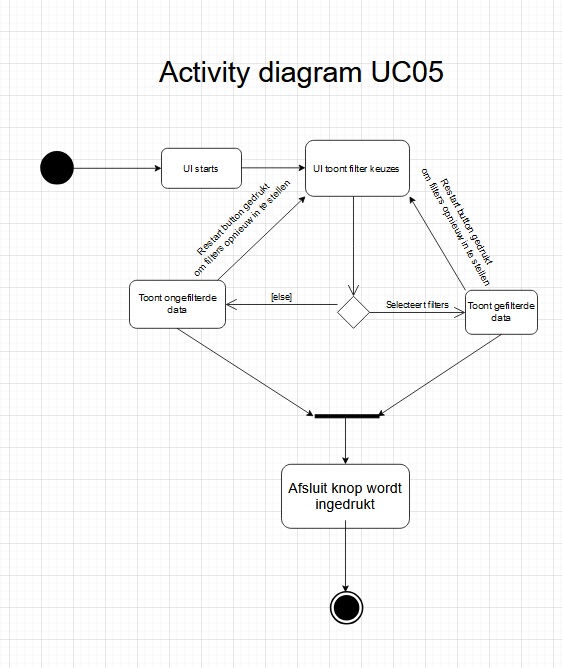 Activity diagram UC05
UI starts
UI toont filter keuzes
Restart button gedrukt
om filters opnieuw in te stellen
Restart button gedrukt
om filters opnieuw in te stellen
Toont ongefilterde
data
[else]
Selecteert filters
Toont gefilterde
data
Afsluit knop wordt
ingedrukt